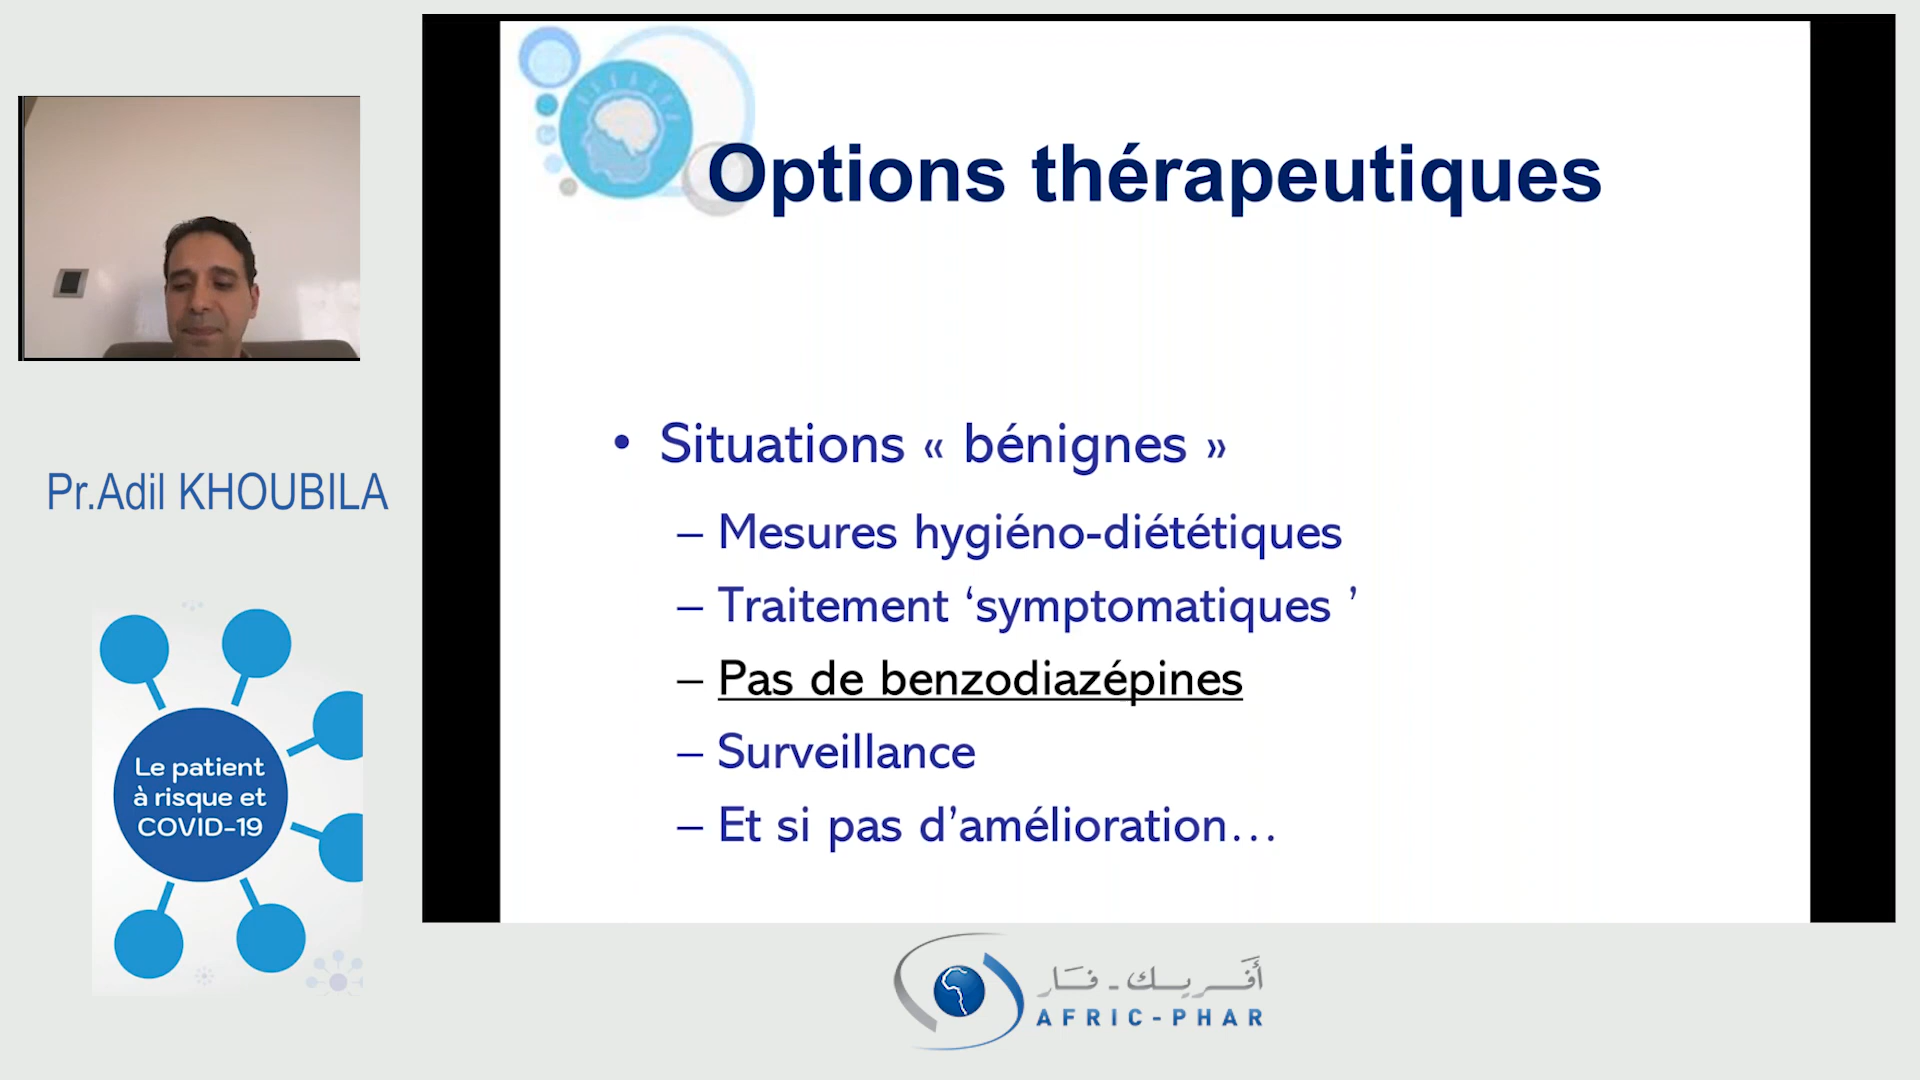 Options thérapeutiques
• Situations « bénignes »
– Mesures hygiéno-diététiques
– Traitement ‘symptomatiques ’
– Pas de benzodiazépines
– Surveillance
– Et si pas d’amélioration…
Pr.Adil KHOUBILA
Le patient
à risque et
COVID-19
أفريك - فار
AFRIC-PHAR